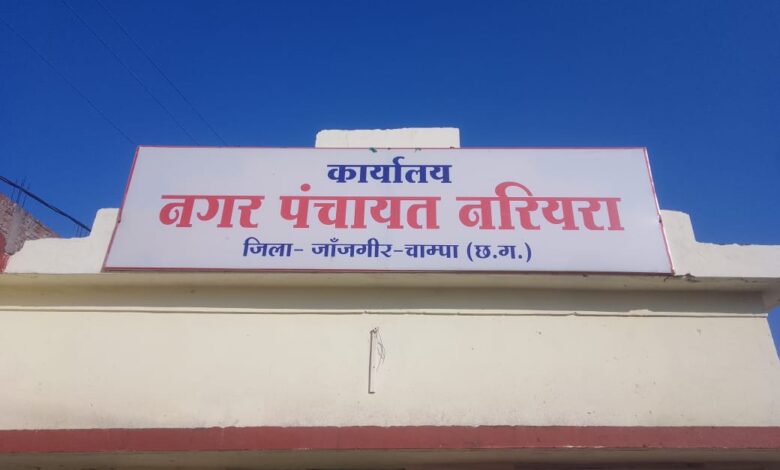 कार्यालय
नगर पंचायत नरियरा
जिला- जाँजगीर-चाम्पा (छ.ग.)